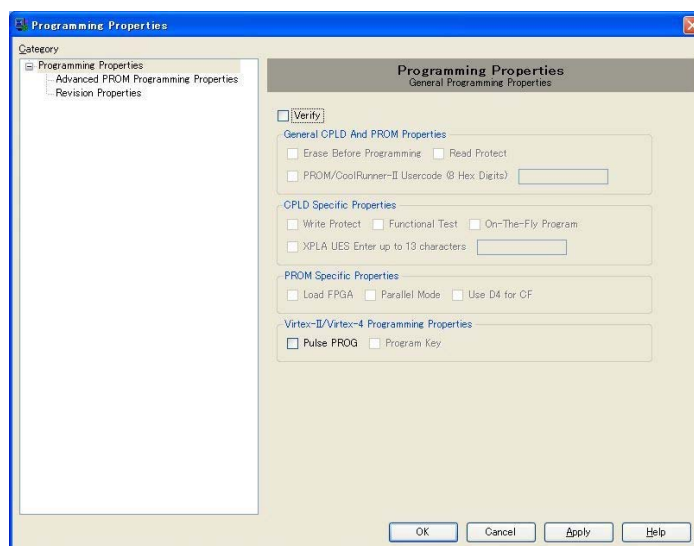 Programming Properties
Category
Programming Properties
Advanced PROM Programming Properties
Revision Properties
Programming Properties
General Programming Properties
Verify
General CPLD And PROM Properties
Erase Before Programming Read Protect
PROM/CoolRunner-II Usercode (8 Hex Digits)
CPLD Specific Properties
Write Protect Functional Test On-The-Fly Program
XPLA UES Enter up to 13 characters
PROM Specific Properties
Load FPGA Parallel Mode Use D4 for CF
Virtex-II/Virtex-4 Programming Properties
Pulse PROG Program Key
OK Cancel Apply Help